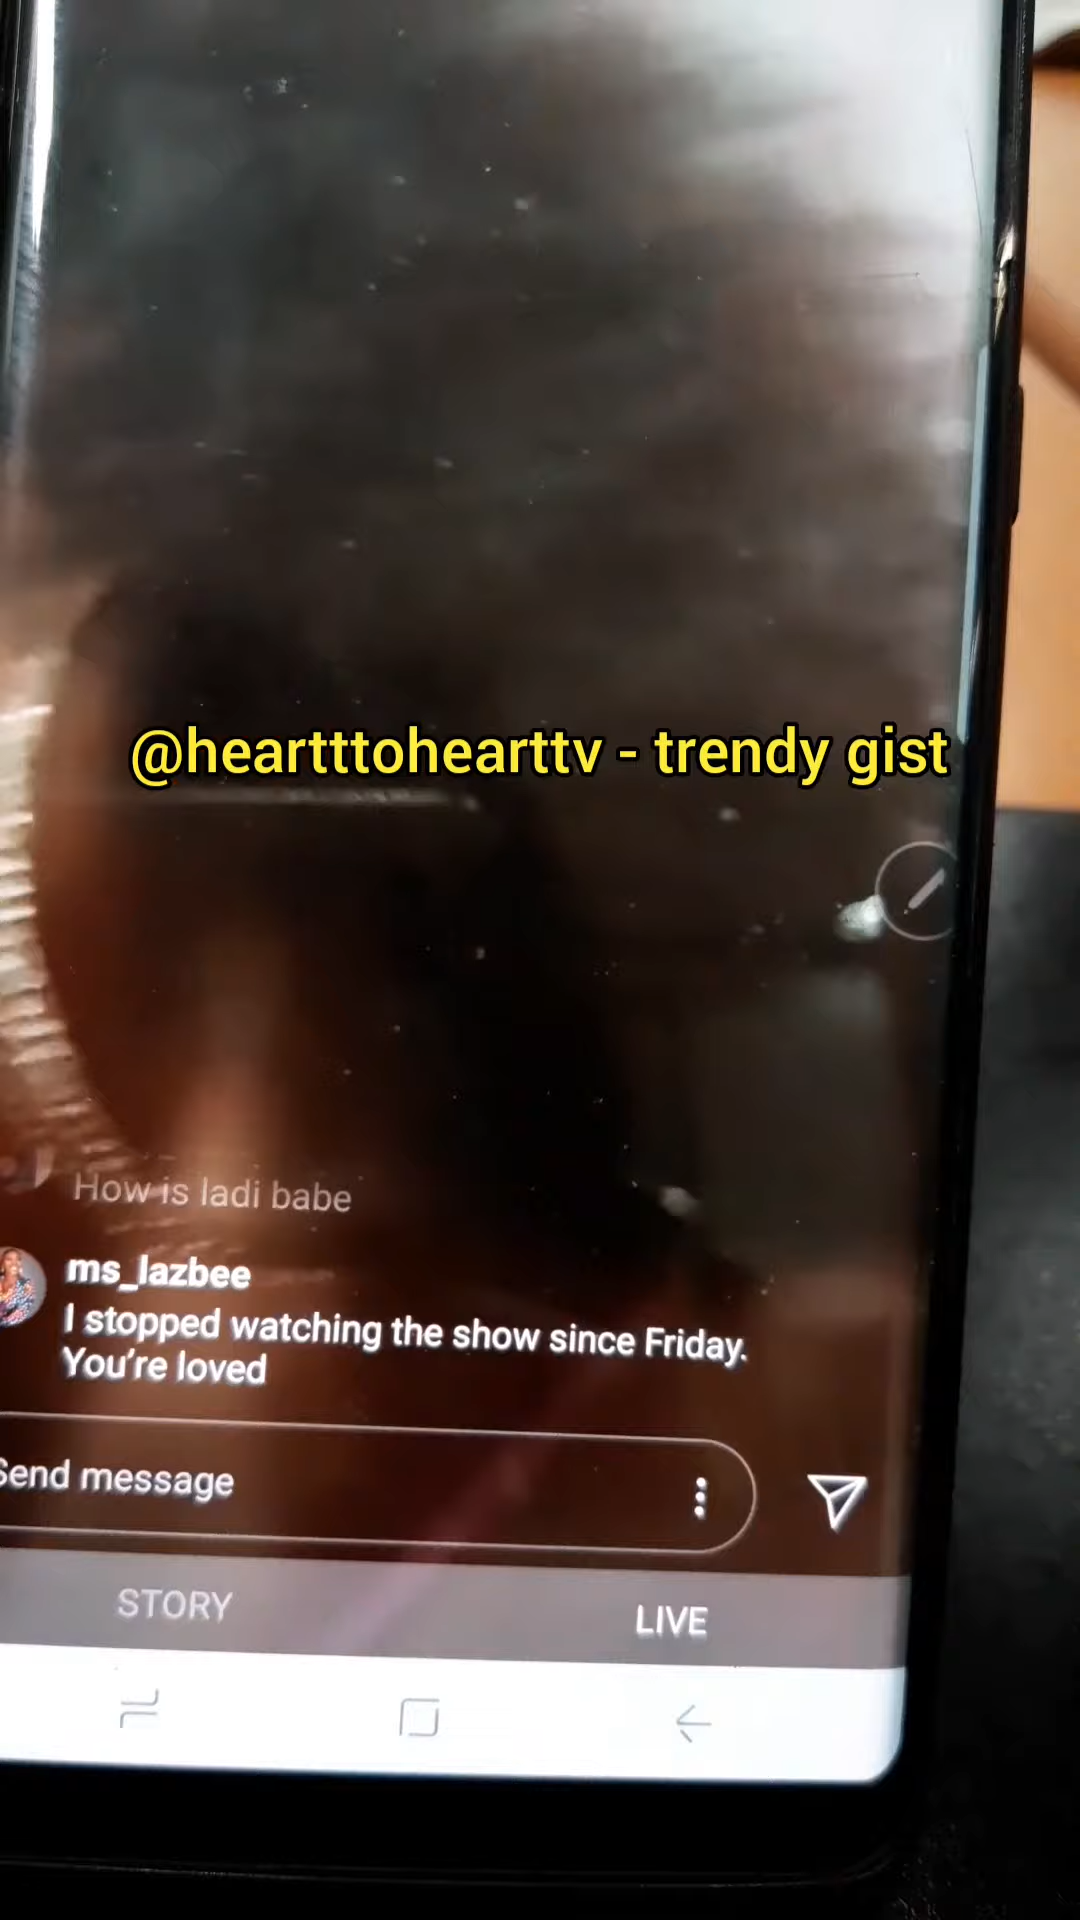 @heartttohearttv - trendy gist
How is ladi babe
ms_lazbee
I stopped watching the show since Friday.
You're loved
Send message
STORY
LIVE